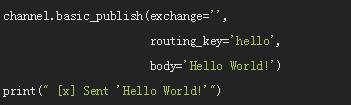 channel.basic_publish(exchange='',
                      routing_key='hello',
                      body='Hello World!')
print(" [x] Sent 'Hello World!'")